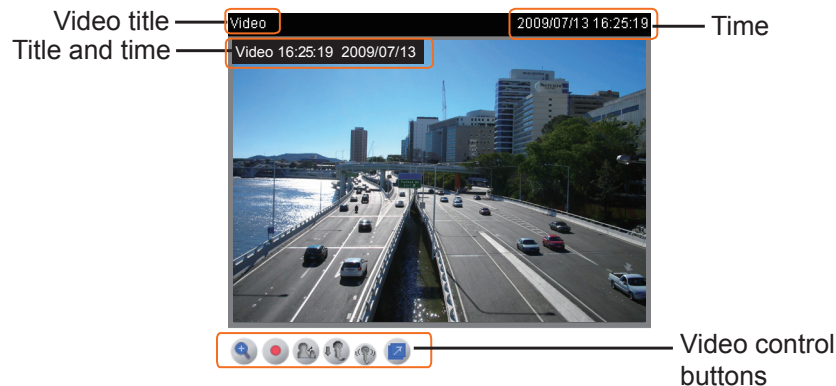 Video title
Video
2009/07/13 16:25:19
Time
Title and time
Video 16:25:19 2009/07/13
Video control
buttons